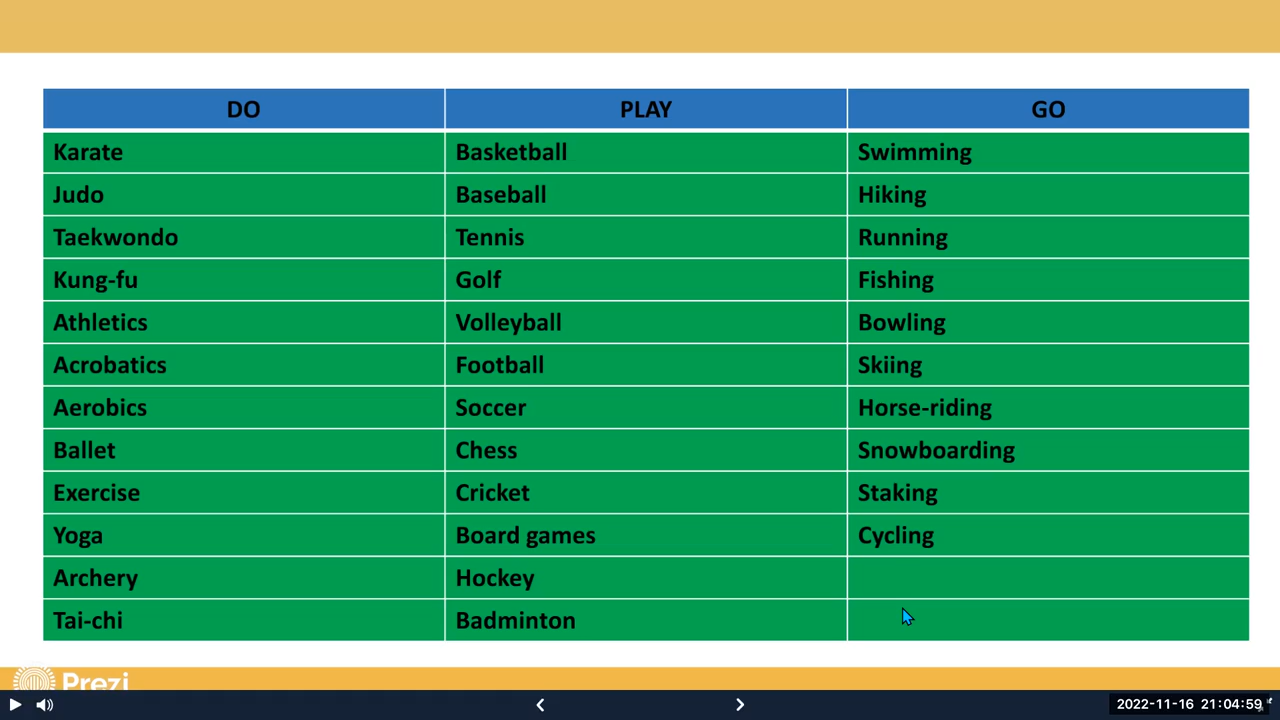 DO PLAY GO
Karate Basketball Swimming
Judo Baseball Hiking
Taekwondo Tennis Running
Kung-fu Golf Fishing
Athletics Volleyball Bowling
Acrobatics Football Skiing
Aerobics Soccer Horse-riding
Ballet Chess Snowboarding
Exercise Cricket Staking
Yoga Board games Cycling
Archery Hockey
Tai-chi Badminton
Prezi
2022-11-16 21:04:59